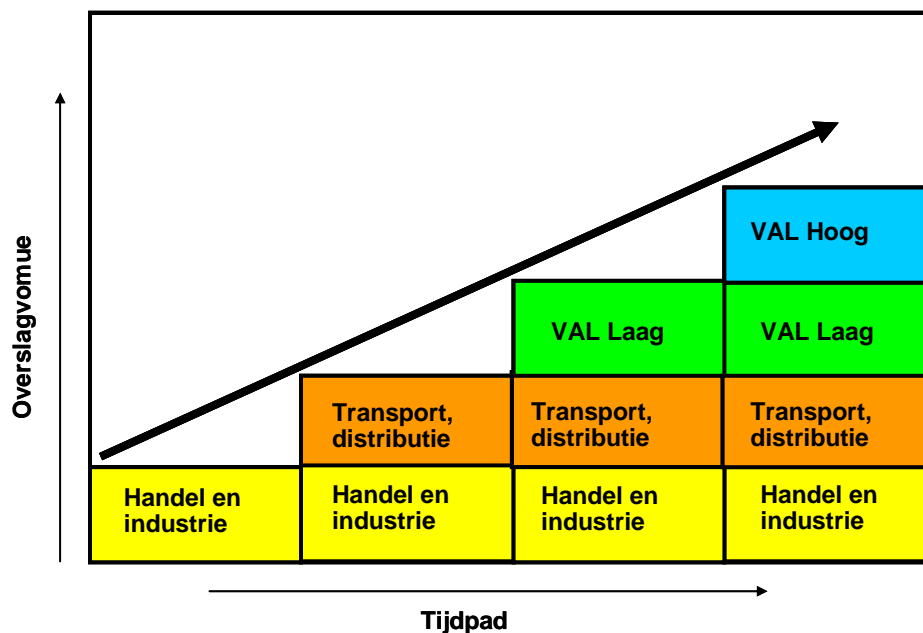 Overslagvomue
VAL Hoog
VAL Laag
VAL Laag
Transport,
distributie
Transport,
distributie
Transport,
distributie
Handel en
industrie
Handel en
industrie
Handel en
industrie
Handel en
industrie
Tijdpad